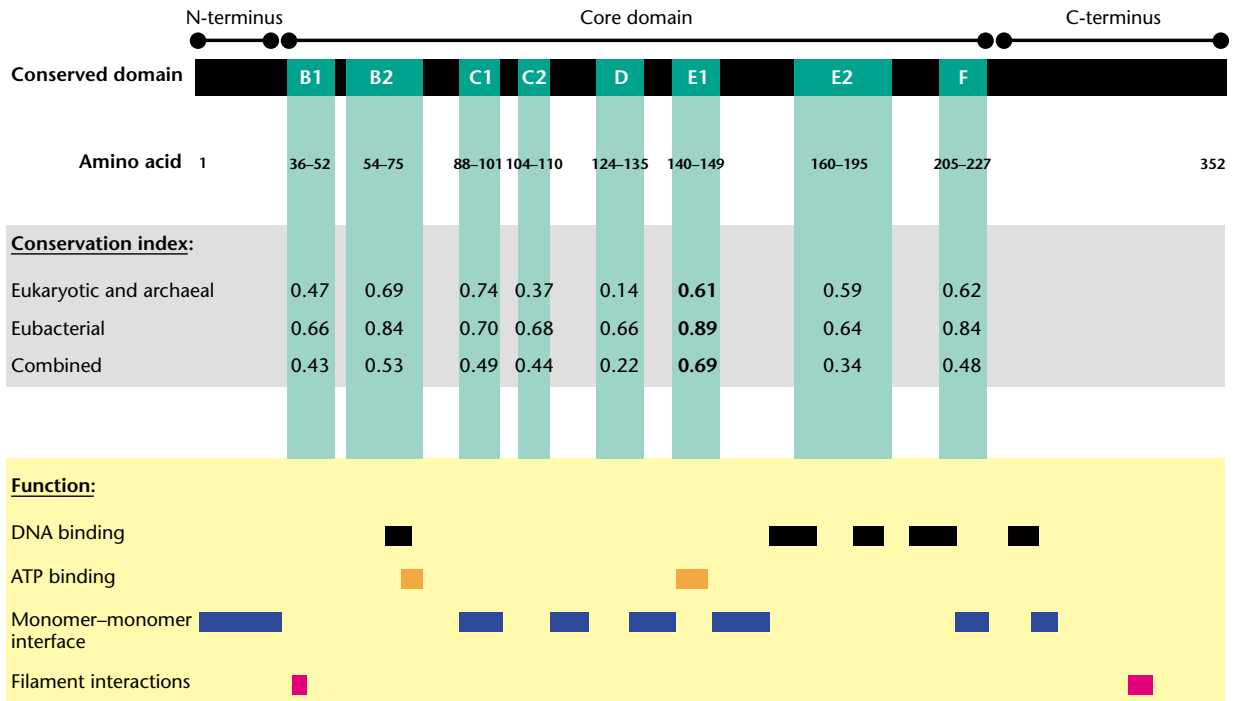 N-terminus Core domain C-terminus
Conserved domain B1 B2 C1 C2 D E1 E2 F
Amino acid 1 36–52 54–75 88–101 104–110 124–135 140–149 160–195 205–227 352
Conservation index:
Eukaryotic and archaeal 0.47 0.69 0.74 0.37 0.14 0.61 0.59 0.62
Eubacterial 0.66 0.84 0.70 0.68 0.66 0.89 0.64 0.84
Combined 0.43 0.53 0.49 0.44 0.22 0.69 0.34 0.48
Function:
DNA binding
ATP binding
Monomer–monomer
interface
Filament interactions